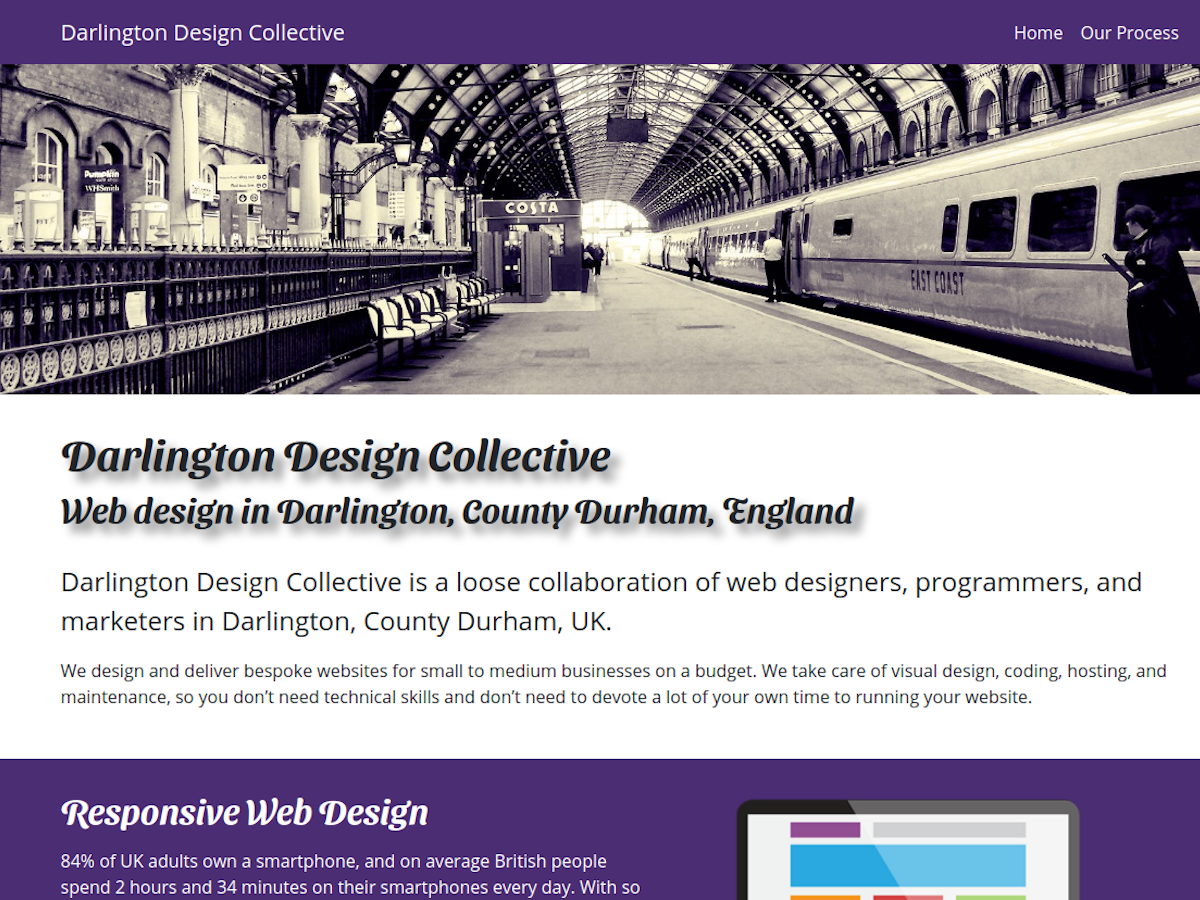 Darlington Design Collective
Home Our Process
Pumpkin
WHSmith
COSTA
EAST COAST
Darlington Design Collective
Web design in Darlington, County Durham, England
Darlington Design Collective is a loose collaboration of web designers, programmers, and
marketers in Darlington, County Durham, UK.
We design and deliver bespoke websites for small to medium businesses on a budget. We take care of visual design, coding, hosting, and
maintenance, so you don’t need technical skills and don’t need to devote a lot of your own time to running your website.
Responsive Web Design
84% of UK adults own a smartphone, and on average British people
spend 2 hours and 34 minutes on their smartphones every day. With so